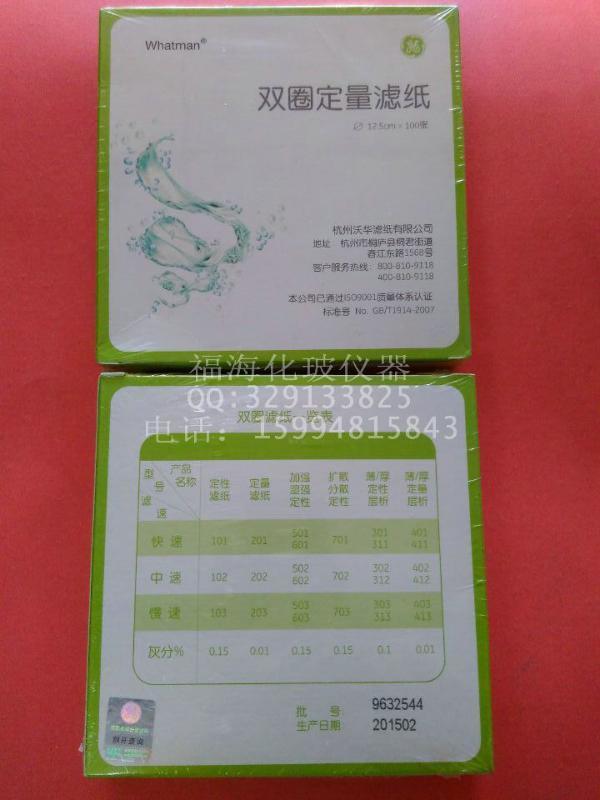 Whatman®
双圈定量滤纸
∅ 12.5cm × 100张
杭州沃华滤纸有限公司
地址: 杭州市桐庐县桐君街道
春江东路1568号
客户服务热线: 800-810-9118
400-810-9118
本公司已通过ISO9001质量体系认证
标准号 No. GB/T1914-2007
福海化玻仪器
QQ:329133825
电话: 15994815843
双圈滤纸一览表
型号 产品名称 滤速 定性滤纸 定量滤纸 加强湿强定性 扩散分散定性 薄/厚定性层析 薄/厚定量层析
快速 101 201 501 601 701 301 311 401 411
中速 102 202 502 602 702 302 312 402 412
慢速 103 203 503 603 703 303 313 403 413
灰分% 0.15 0.01 0.15 0.15 0.1 0.01
批 号: 9632544
生产日期 201502
刮开查询